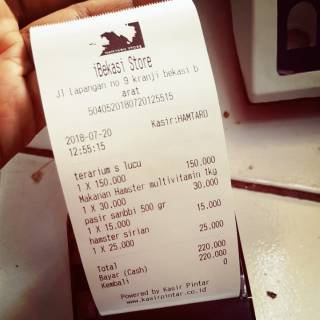 iBekasi Store
Jl Lapangan no 9 kranji bekasi b
arat
5040520180720125515
2018-07-20
Kasir:HAMTARO
12:55:15
terarium s lucu
1 X 150.000 150.000
Makanan Hamster multivitamin 1kg
1 X 30.000 30.000
pasir sanbbi 500 gr
1 X 15.000 15.000
hamster sirian
1 X 25.000 25.000
Total 220.000
Bayar (Cash) 220.000
Kembali 0
Powered by Kasir Pintar
www.kasirpintar.co.id